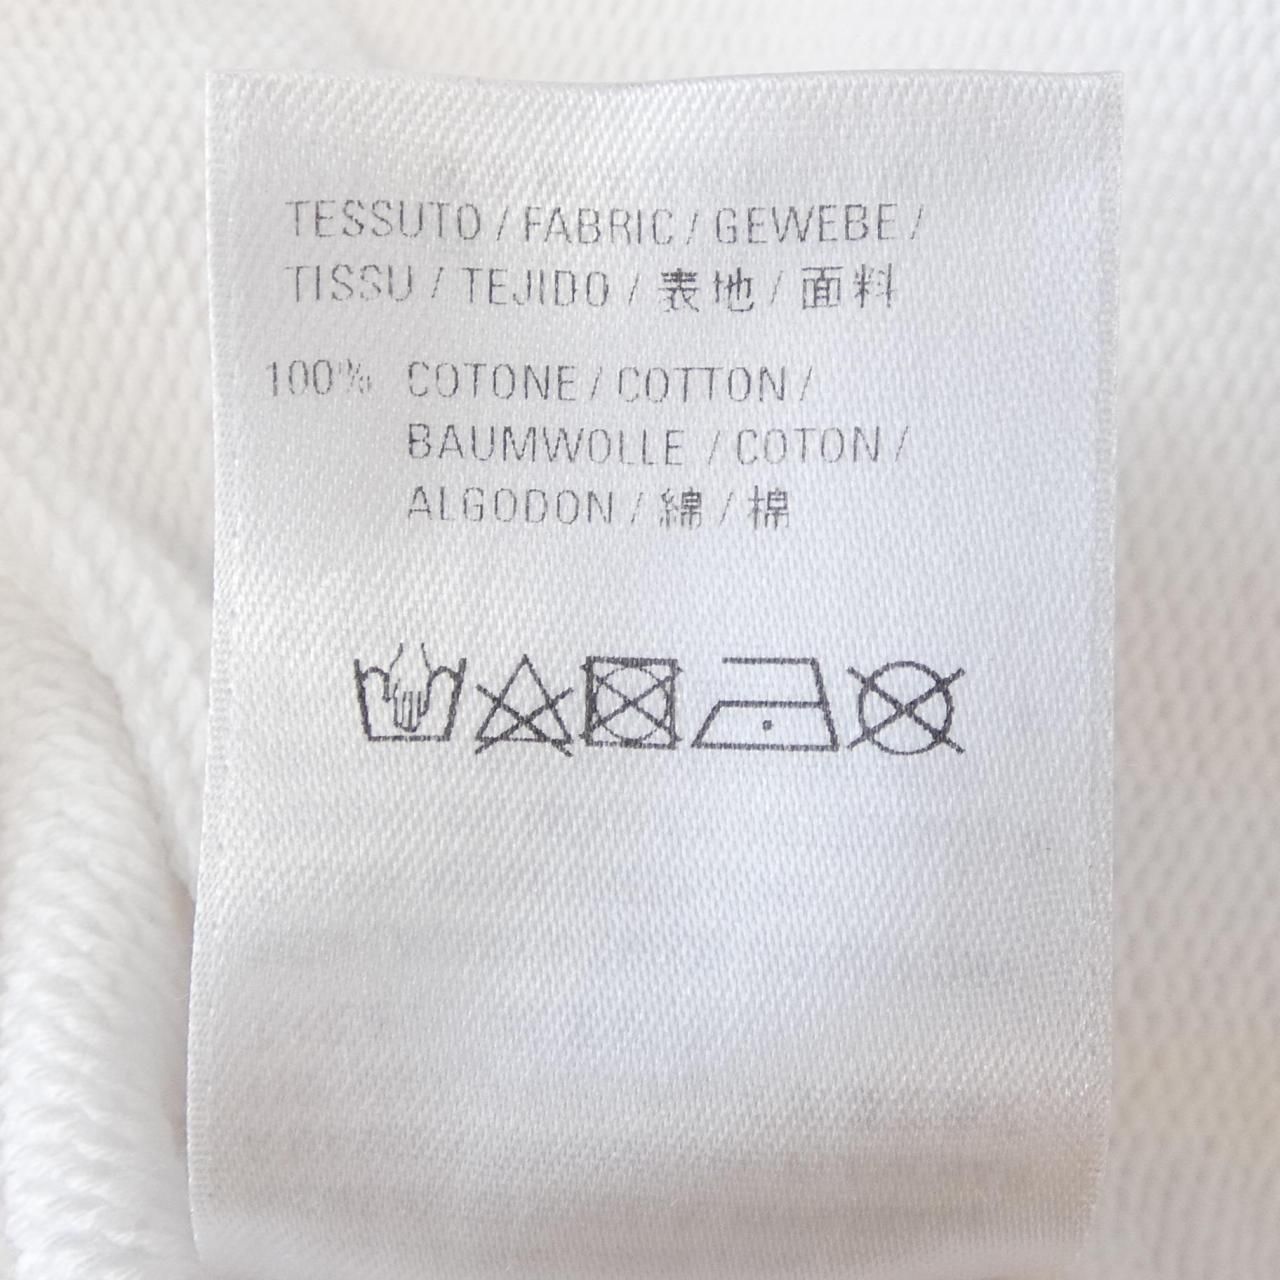 TESSUTO / FABRIC / GEWEBE /
TISSU / TEJIDO / 表地 / 面料
100% COTONE / COTTON /
BAUMWOLLE / COTON /
ALGODON / 綿 / 棉